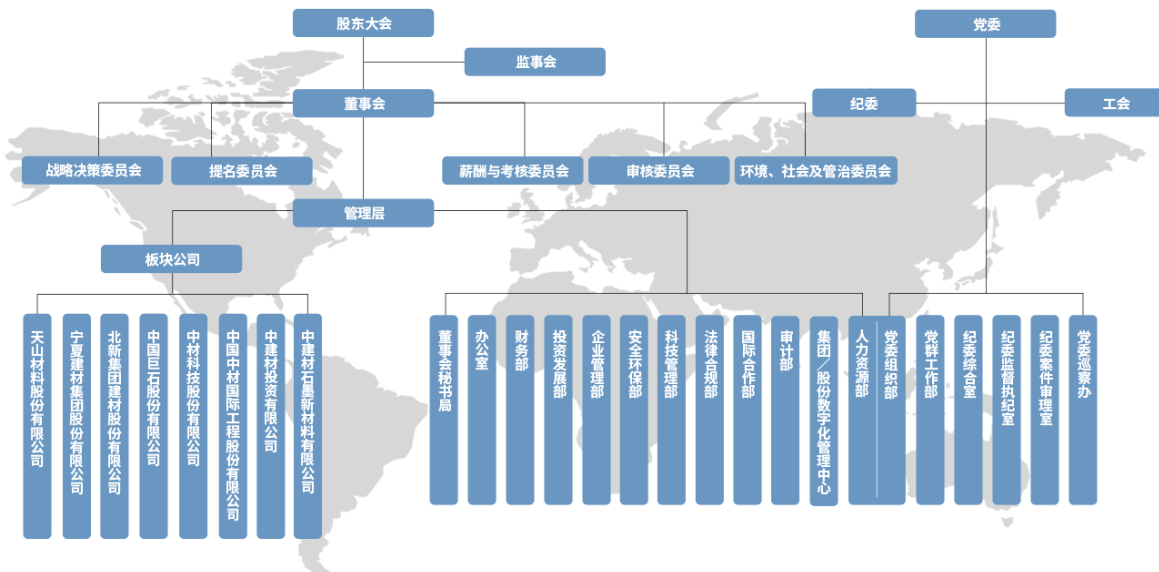 股东大会
党委
监事会
董事会
纪委
工会
战略决策委员会
提名委员会
薪酬与考核委员会
审核委员会
环境、社会及管治委员会
管理层
板块公司
天山材料股份有限公司
宁夏建材集团股份有限公司
北新集团建材股份有限公司
中国巨石股份有限公司
中材科技股份有限公司
中国中材国际工程股份有限公司
中建材投资有限公司
中建材石墨新材料有限公司
董事会秘书局
办公室
财务部
投资发展部
企业管理部
安全环保部
科技管理部
法律合规部
国际合作部
审计部
集团／股份数字化管理中心
人力资源部
党委组织部
党群工作部
纪委综合室
纪委监督执纪室
纪委案件审理室
党委巡察办